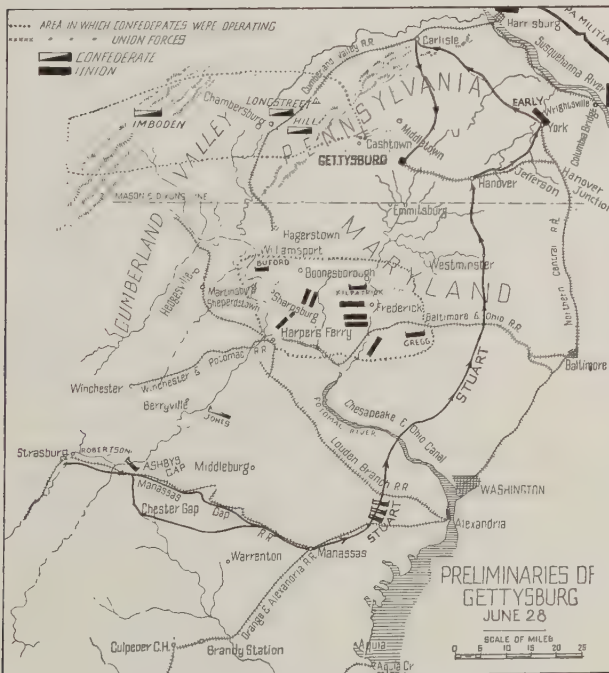 AREA IN WHICH CONFEDERATES WERE OPERATING
" " " UNION FORCES
CONFEDERATE
UNION
PA MILITIA
Harrisburg
Susquehanna River
Carlisle
Cumberland Valley R.R.
Chambersburg
LONGSTREET
HILL
IMBODEN
PENNSYLVANIA
EARLY
Wrightsville
York
Columbia Bridge
Middletown
Cashtown
GETTYSBURG
Hanover
Jefferson
Hanover Junction
CUMBERLAND VALLEY
MASON & DIXONS LINE
Emmitsburg
MARYLAND
Northern Central R.R.
Hagerstown
Williamsport
BUFORD
Boonesborough
Westminster
Hedgesville
Martinsburg
Shepherdstown
Sharpsburg
KILPATRICK
Frederick
Harpers Ferry
Baltimore & Ohio R.R.
GREGG
Baltimore
Winchester
Winchester & Potomac R.R.
Berryville
JONES
POTOMAC RIVER
Chesapeake & Ohio Canal
STUART
Strasburg
ROBERTSON
ASHBYS GAP
Middleburg
Louden Branch R.R.
WASHINGTON
Manassas Gap R.R.
Chester Gap
STUART
Alexandria
Warrenton
Manassas
Orange & Alexandria R.R.
PRELIMINARIES OF
GETTYSBURG
JUNE 28
SCALE OF MILES
0 5 10 15 20 25
Culpeper C.H.
Brandy Station
Aquia
Aquia Cr